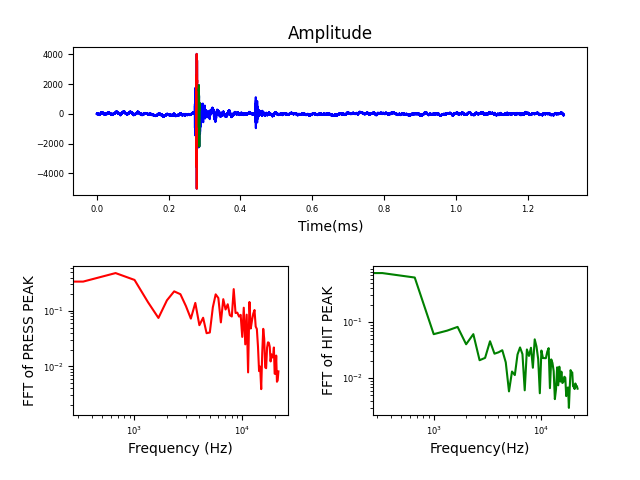 Amplitude
4000
2000
0
−2000
−4000
0.0 0.2 0.4 0.6 0.8 1.0 1.2
Time(ms)
FFT of PRESS PEAK
10⁻¹
10⁻²
10³ 10⁴
Frequency (Hz)
FFT of HIT PEAK
10⁻¹
10⁻²
10³ 10⁴
Frequency(Hz)